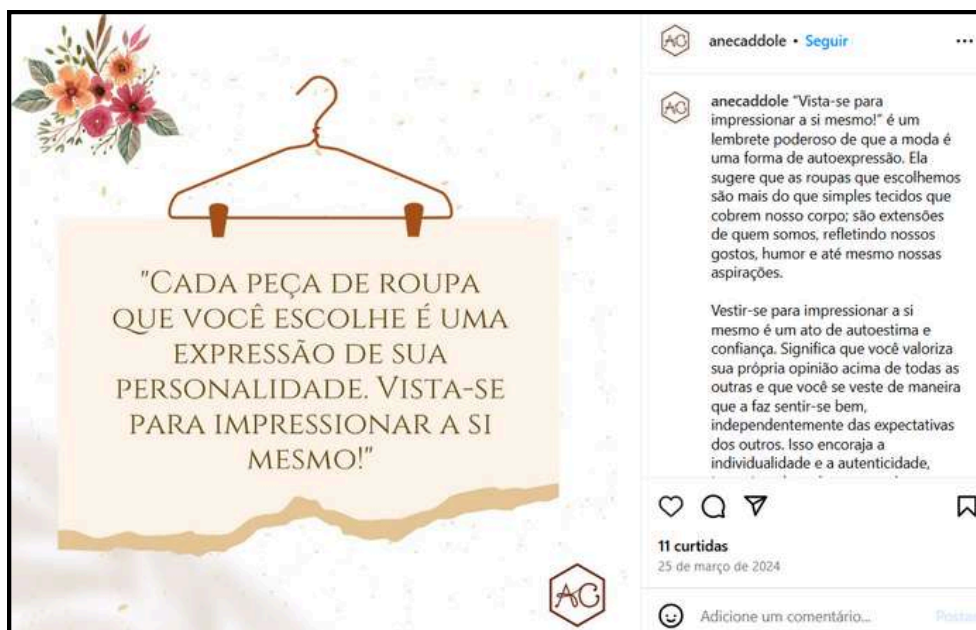 "CADA PEÇA DE ROUPA
QUE VOCÊ ESCOLHE É UMA
EXPRESSÃO DE SUA
PERSONALIDADE. VISTA-SE
PARA IMPRESSIONAR A SI
MESMO!"
AC
AC
anecaddole • Seguir
AC
anecaddole "Vista-se para
impressionar a si mesmo!" é um
lembrete poderoso de que a moda é
uma forma de autoexpressão. Ela
sugere que as roupas que escolhemos
são mais do que simples tecidos que
cobrem nosso corpo; são extensões
de quem somos, refletindo nossos
gostos, humor e até mesmo nossas
aspirações.
Vestir-se para impressionar a si
mesmo é um ato de autoestima e
confiança. Significa que você valoriza
sua própria opinião acima de todas as
outras e que você se veste de maneira
que a faz sentir-se bem,
independentemente das expectativas
dos outros. Isso encoraja a
individualidade e a autenticidade,
11 curtidas
25 de março de 2024
Adicione um comentário... Postar